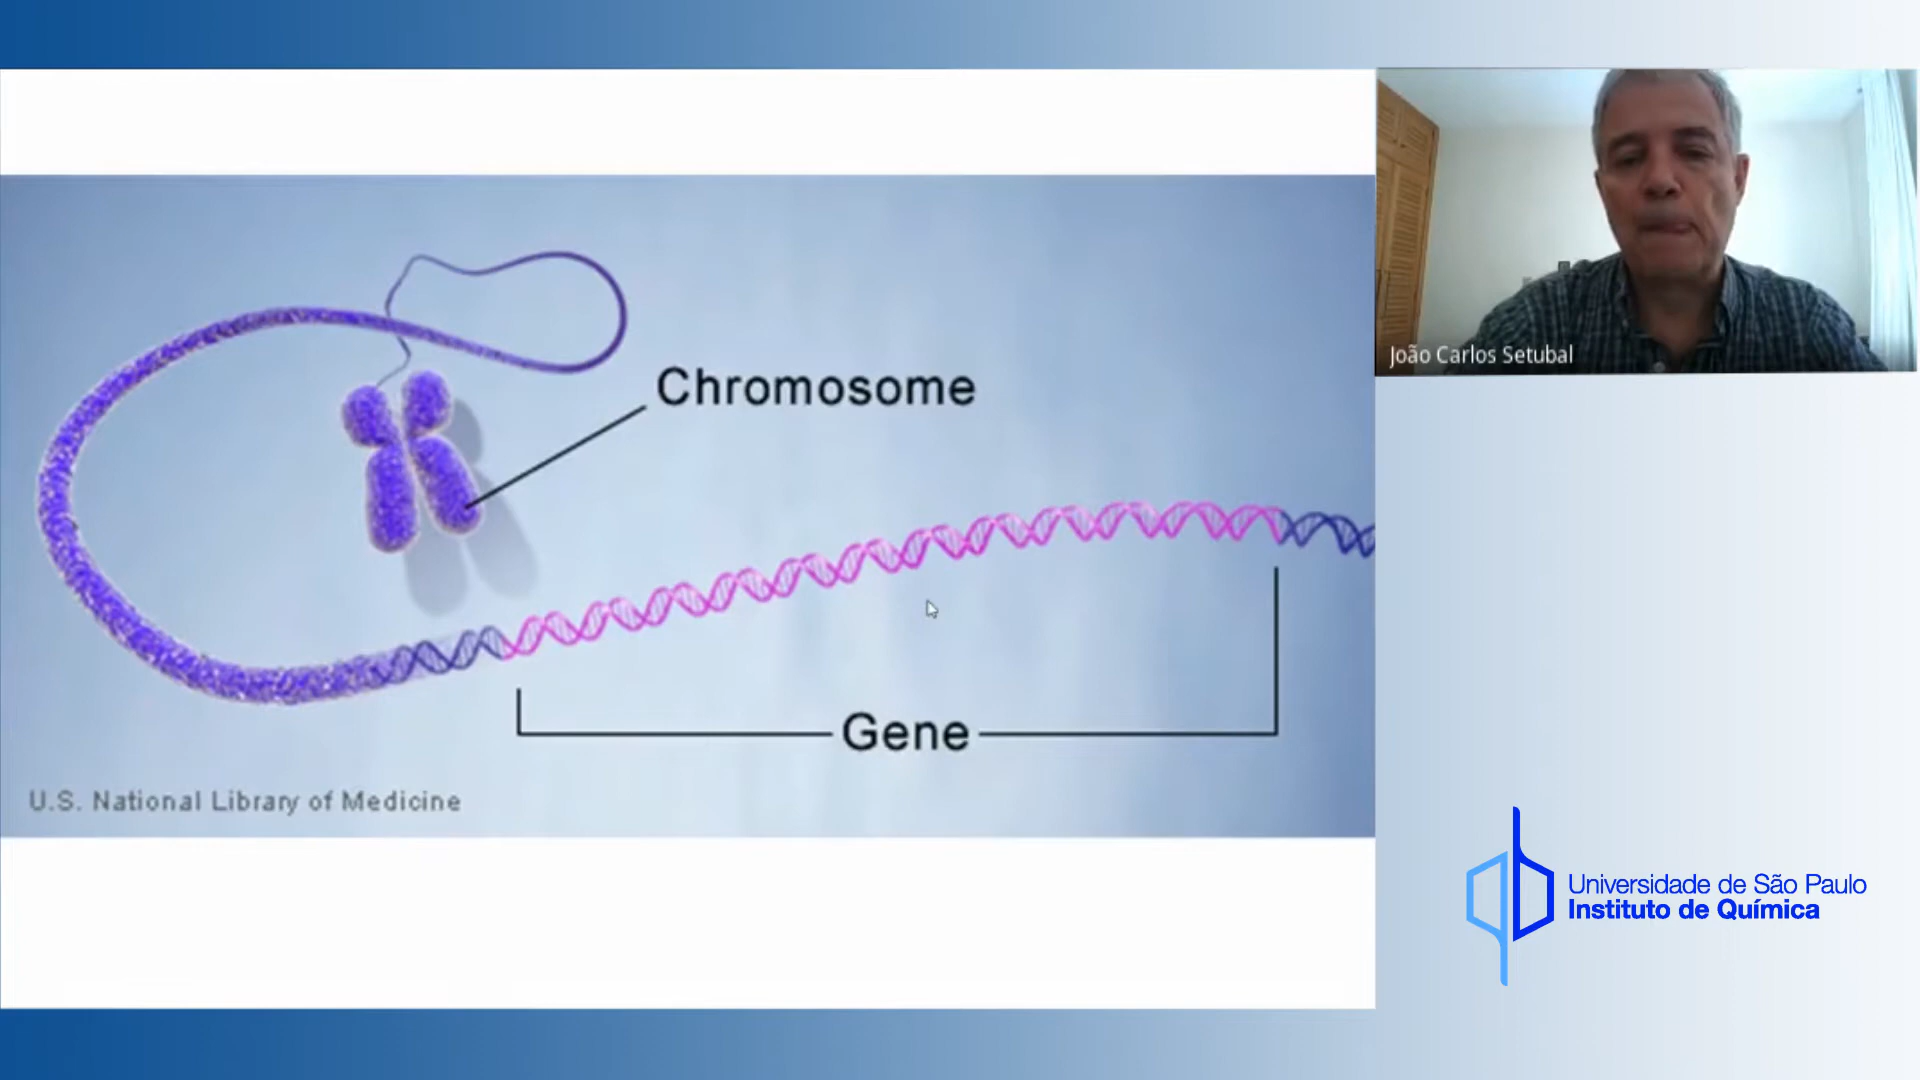 Chromosome
Gene
U.S. National Library of Medicine
João Carlos Setubal
Universidade de São Paulo
Instituto de Química